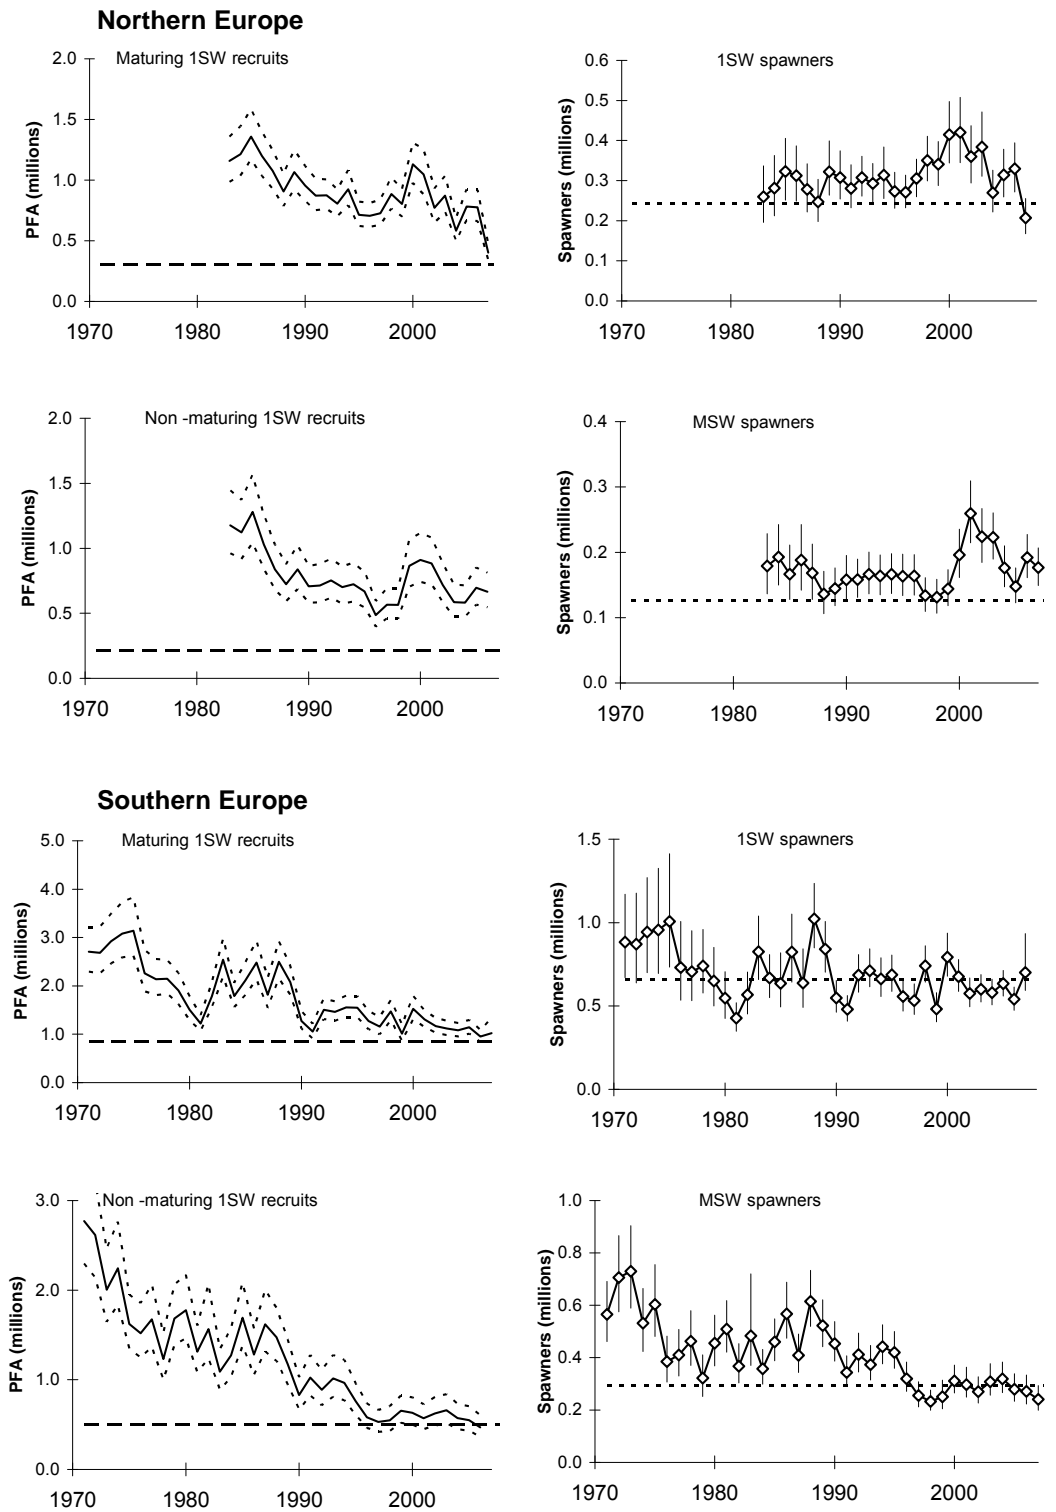 Northern Europe
Maturing 1SW recruits
PFA (millions)
2.0
1.5
1.0
0.5
0.0
1970 1980 1990 2000
1SW spawners
Spawners (millions)
0.6
0.5
0.4
0.3
0.2
0.1
0.0
1970 1980 1990 2000
Non -maturing 1SW recruits
PFA (millions)
2.0
1.5
1.0
0.5
0.0
1970 1980 1990 2000
MSW spawners
Spawners (millions)
0.4
0.3
0.2
0.1
0.0
1970 1980 1990 2000
Southern Europe
Maturing 1SW recruits
PFA (millions)
5.0
4.0
3.0
2.0
1.0
0.0
1970 1980 1990 2000
1SW spawners
Spawners (millions)
1.5
1.0
0.5
0.0
1970 1980 1990 2000
Non -maturing 1SW recruits
PFA (millions)
3.0
2.0
1.0
0.0
1970 1980 1990 2000
MSW spawners
Spawners (millions)
1.0
0.8
0.6
0.4
0.2
0.0
1970 1980 1990 2000